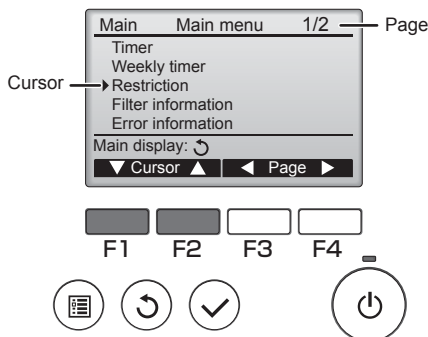 Main Main menu 1/2
Page
Timer
Weekly timer
Cursor
Restriction
Filter information
Error information
Main display:
Cursor Page
F1 F2 F3 F4